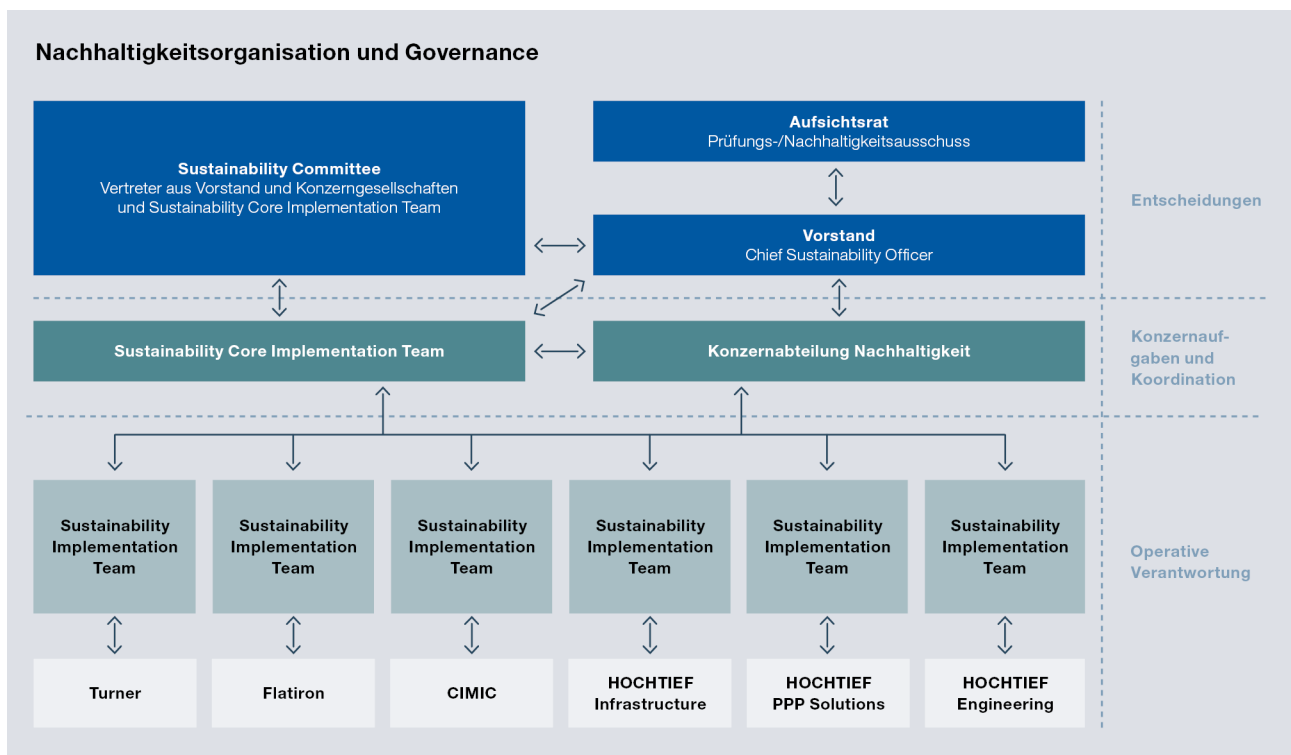 Nachhaltigkeitsorganisation und Governance
Sustainability Committee
Vertreter aus Vorstand und Konzerngesellschaften
und Sustainability Core Implementation Team
Aufsichtsrat
Prüfungs-/Nachhaltigkeitsausschuss
Vorstand
Chief Sustainability Officer
Entscheidungen
Sustainability Core Implementation Team
Konzernabteilung Nachhaltigkeit
Konzernauf-
gaben und
Koordination
Sustainability
Implementation
Team
Sustainability
Implementation
Team
Sustainability
Implementation
Team
Sustainability
Implementation
Team
Sustainability
Implementation
Team
Sustainability
Implementation
Team
Operative
Verantwortung
Turner
Flatiron
CIMIC
HOCHTIEF
Infrastructure
HOCHTIEF
PPP Solutions
HOCHTIEF
Engineering